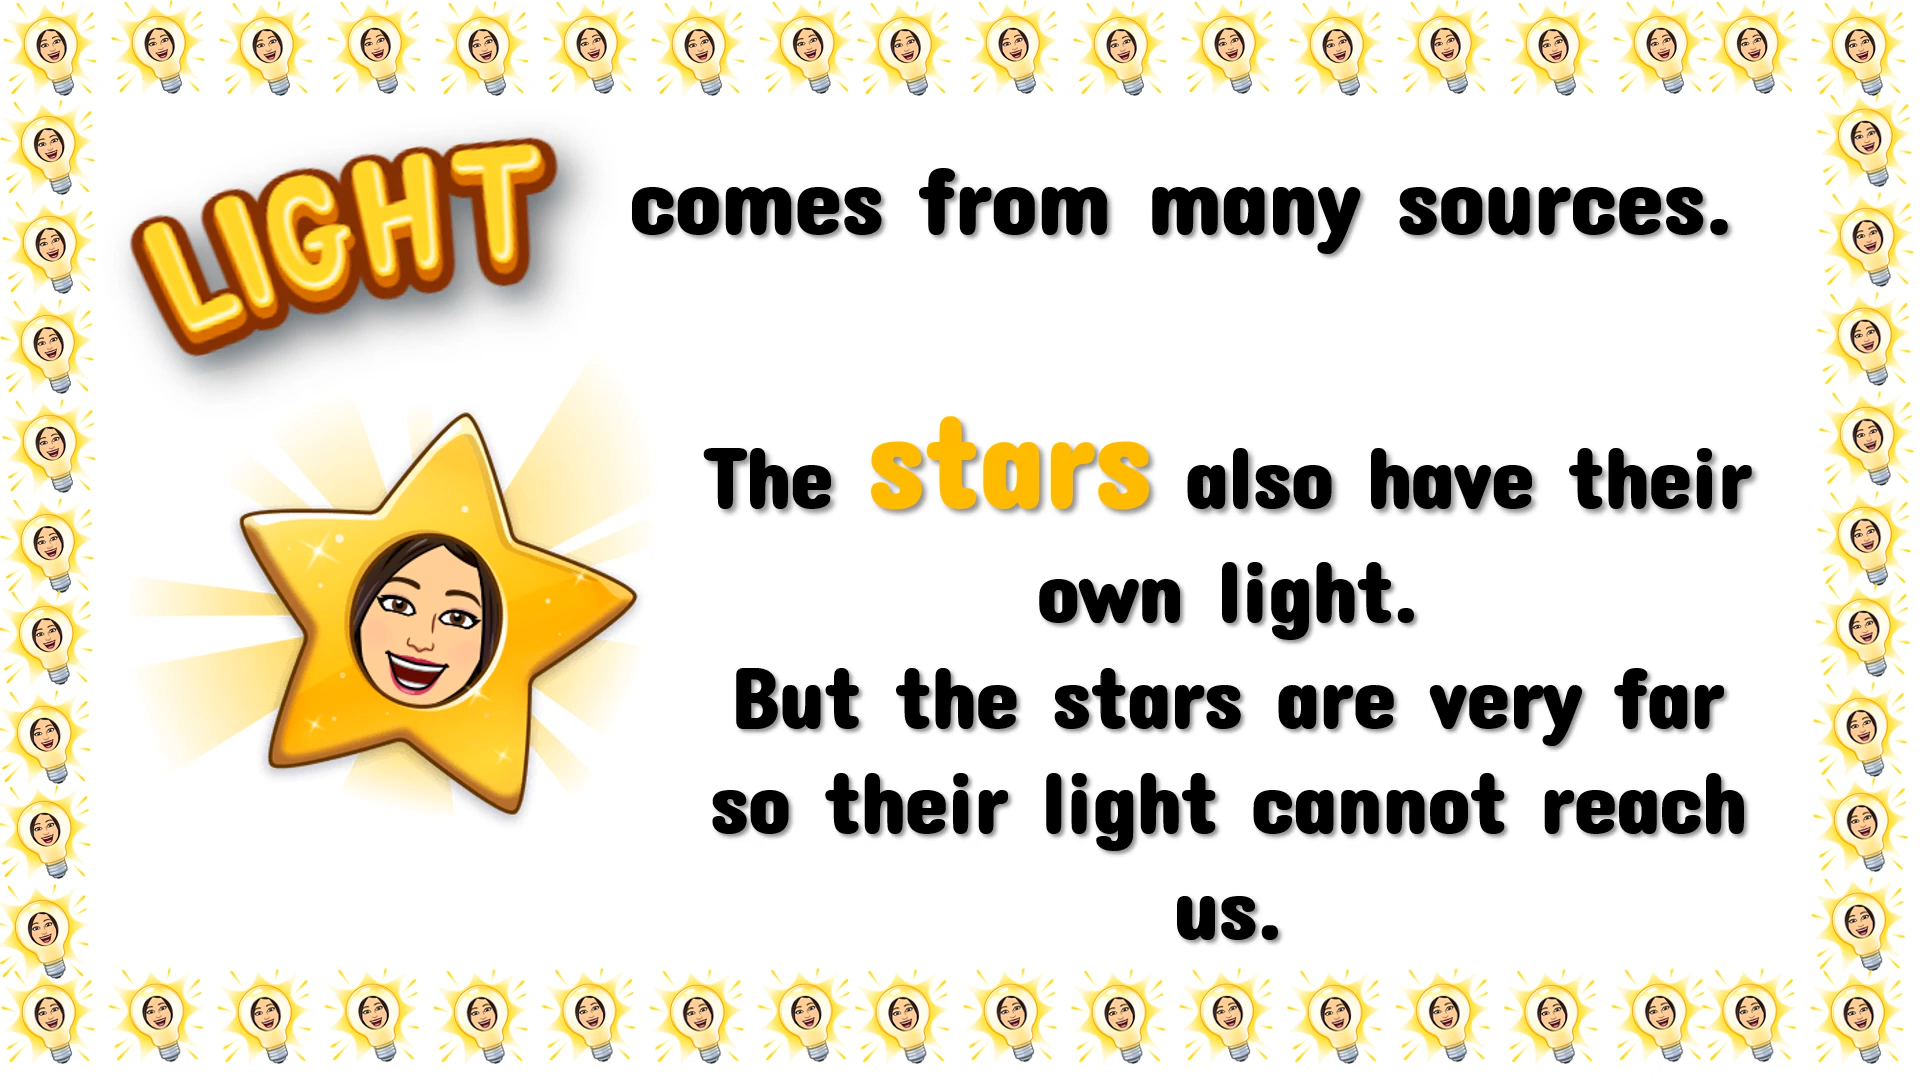 LIGHT comes from many sources.
The stars also have their
own light.
But the stars are very far
so their light cannot reach
us.